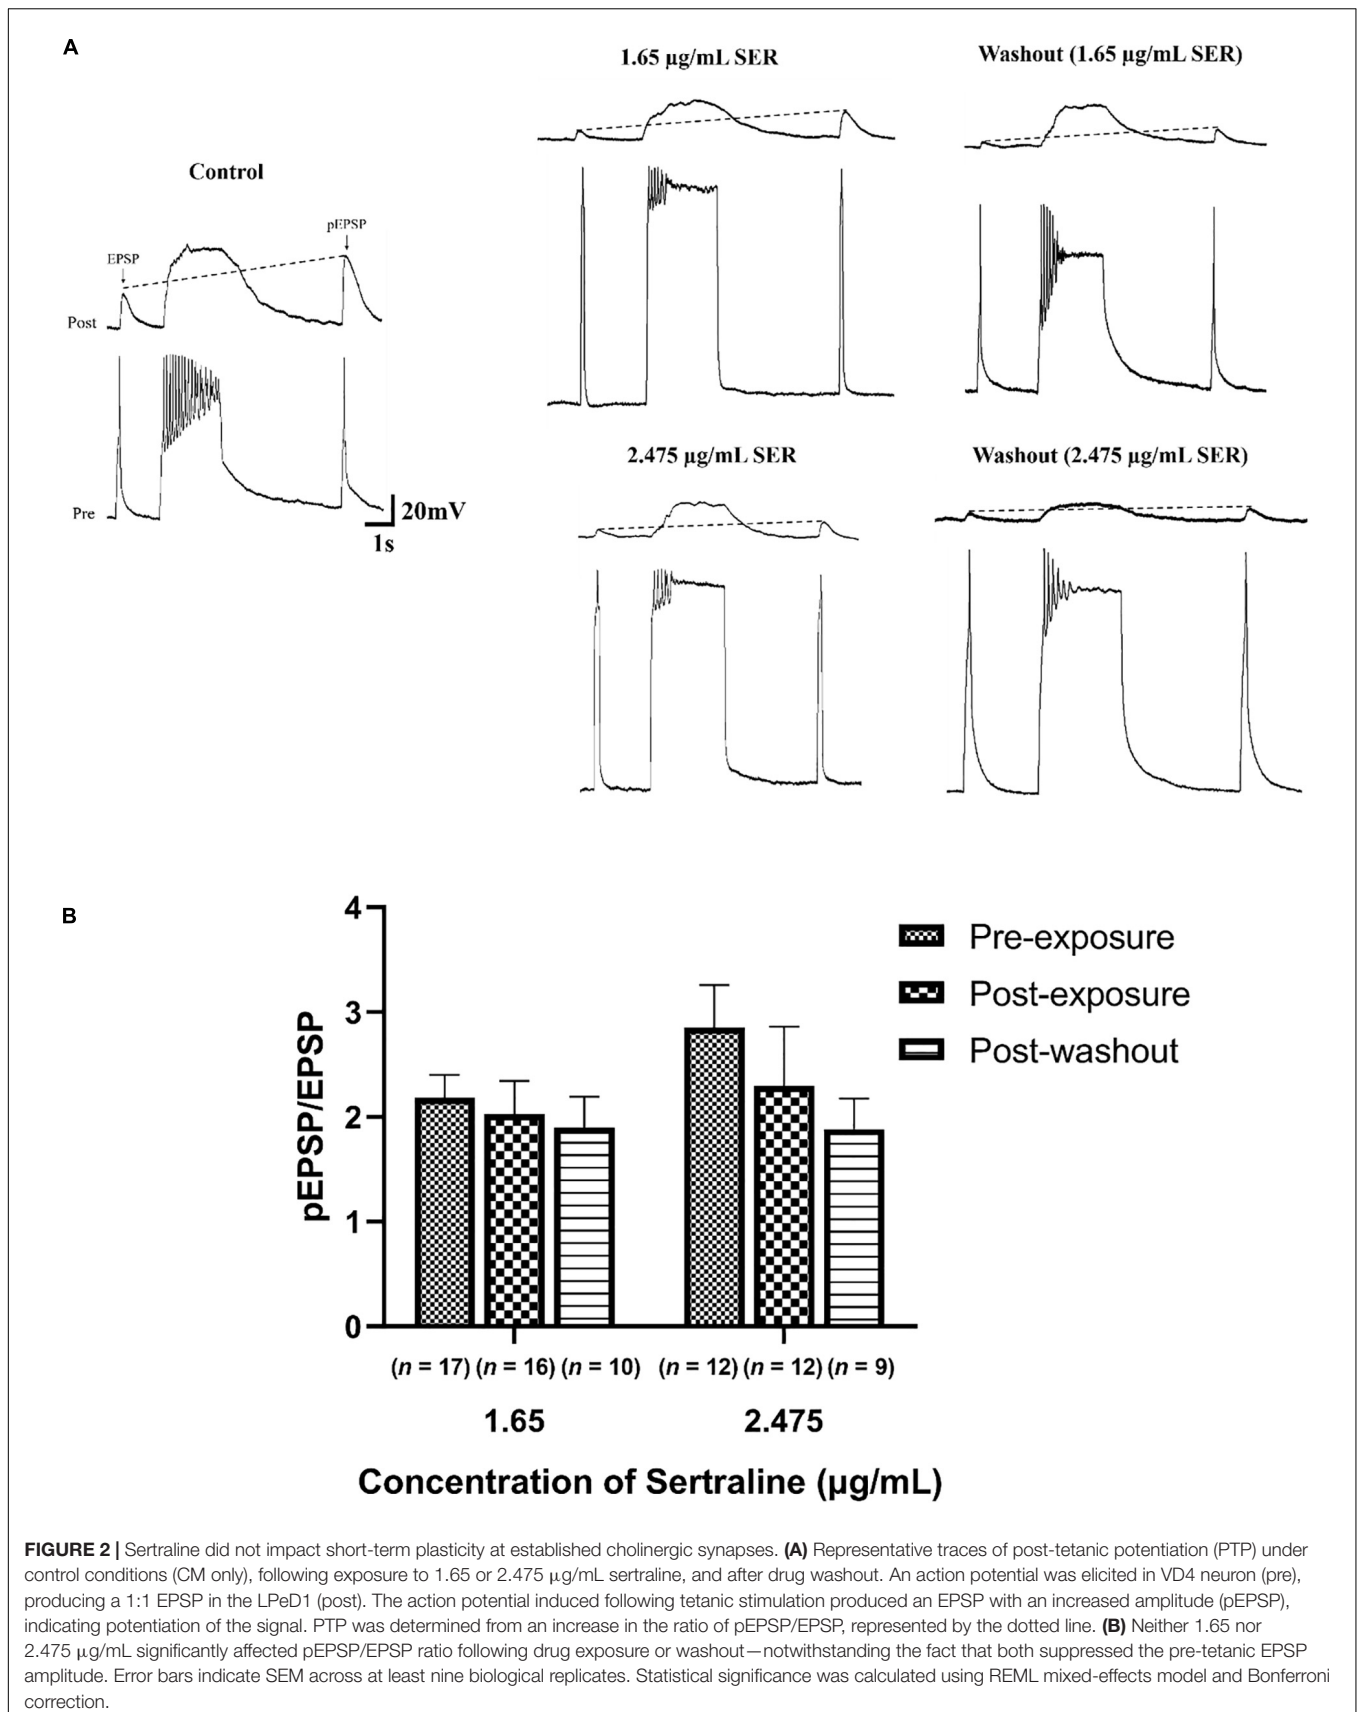 A
Control
EPSP
pEPSP
Post
Pre
20mV
1s
1.65 µg/mL SER
Washout (1.65 µg/mL SER)
2.475 µg/mL SER
Washout (2.475 µg/mL SER)
B
4
3
2
1
0
pEPSP/EPSP
Pre-exposure
Post-exposure
Post-washout
(n = 17) (n = 16) (n = 10) (n = 12) (n = 12) (n = 9)
1.65 2.475
Concentration of Sertraline (µg/mL)
FIGURE 2 | Sertraline did not impact short-term plasticity at established cholinergic synapses. (A) Representative traces of post-tetanic potentiation (PTP) under
control conditions (CM only), following exposure to 1.65 or 2.475 µg/mL sertraline, and after drug washout. An action potential was elicited in VD4 neuron (pre),
producing a 1:1 EPSP in the LPeD1 (post). The action potential induced following tetanic stimulation produced an EPSP with an increased amplitude (pEPSP),
indicating potentiation of the signal. PTP was determined from an increase in the ratio of pEPSP/EPSP, represented by the dotted line. (B) Neither 1.65 nor
2.475 µg/mL significantly affected pEPSP/EPSP ratio following drug exposure or washout—notwithstanding the fact that both suppressed the pre-tetanic EPSP
amplitude. Error bars indicate SEM across at least nine biological replicates. Statistical significance was calculated using REML mixed-effects model and Bonferroni
correction.